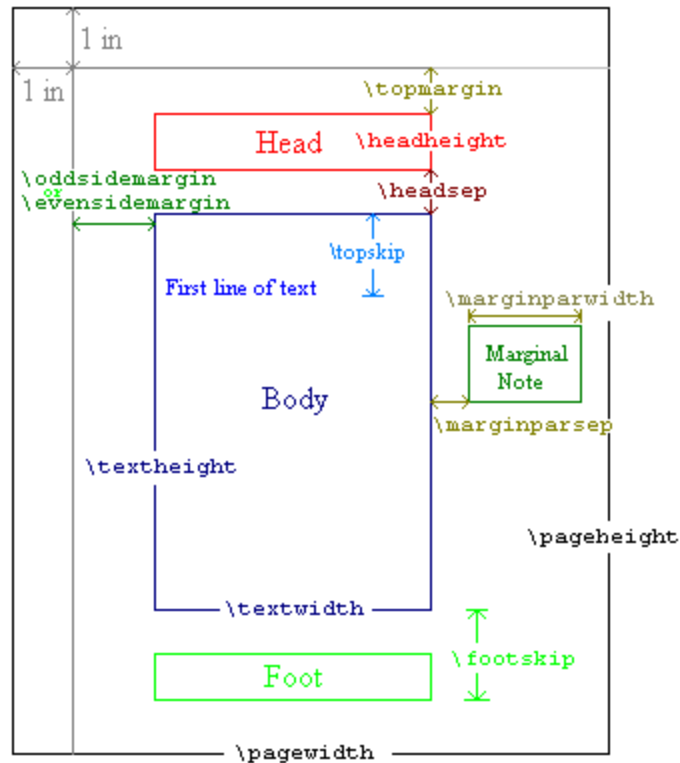 1 in
1 in
\topmargin
Head
\headheight
\oddsidemargin
or
\evensidemargin
\headsep
\topskip
First line of text
\marginparwidth
Marginal
Note
Body
\marginparsep
\textheight
\pageheight
\textwidth
\footskip
Foot
\pagewidth